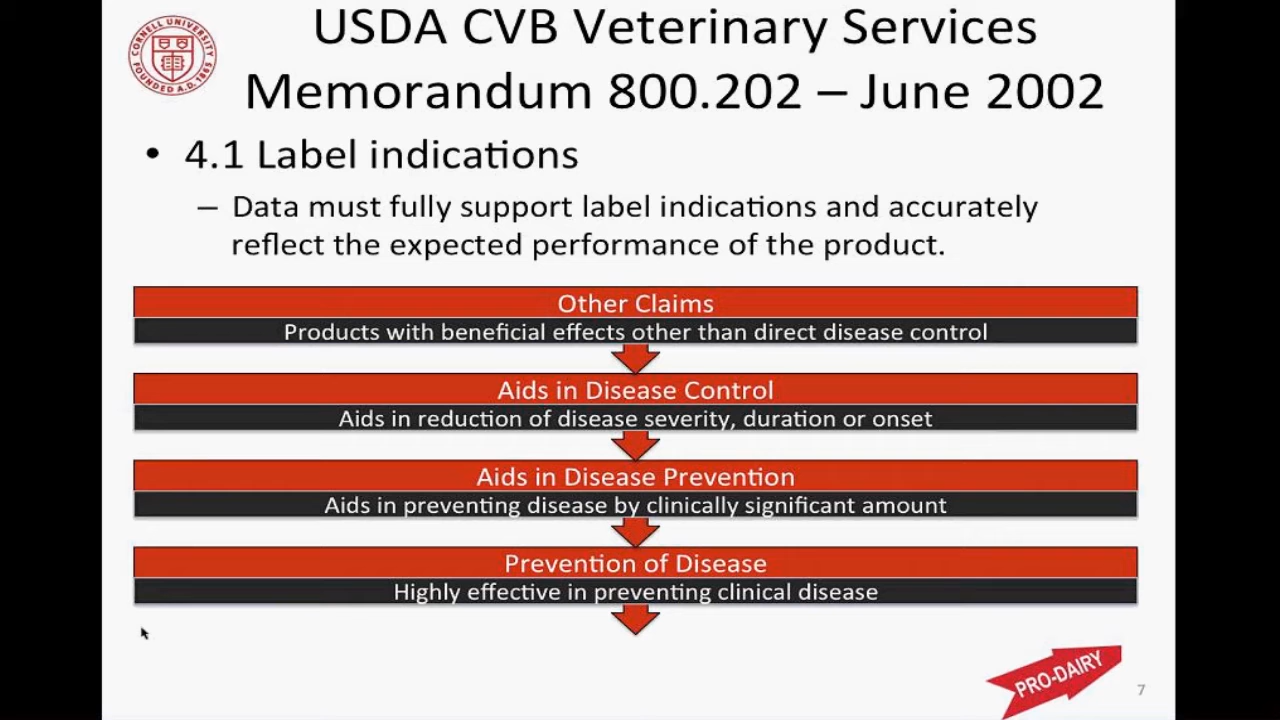 USDA CVB Veterinary Services
Memorandum 800.202 – June 2002
CORNELL UNIVERSITY
FOUNDED A.D. 1865
• 4.1 Label indications
– Data must fully support label indications and accurately
reflect the expected performance of the product.
Other Claims
Products with beneficial effects other than direct disease control
Aids in Disease Control
Aids in reduction of disease severity, duration or onset
Aids in Disease Prevention
Aids in preventing disease by clinically significant amount
Prevention of Disease
Highly effective in preventing clinical disease
PRO-DAIRY
7